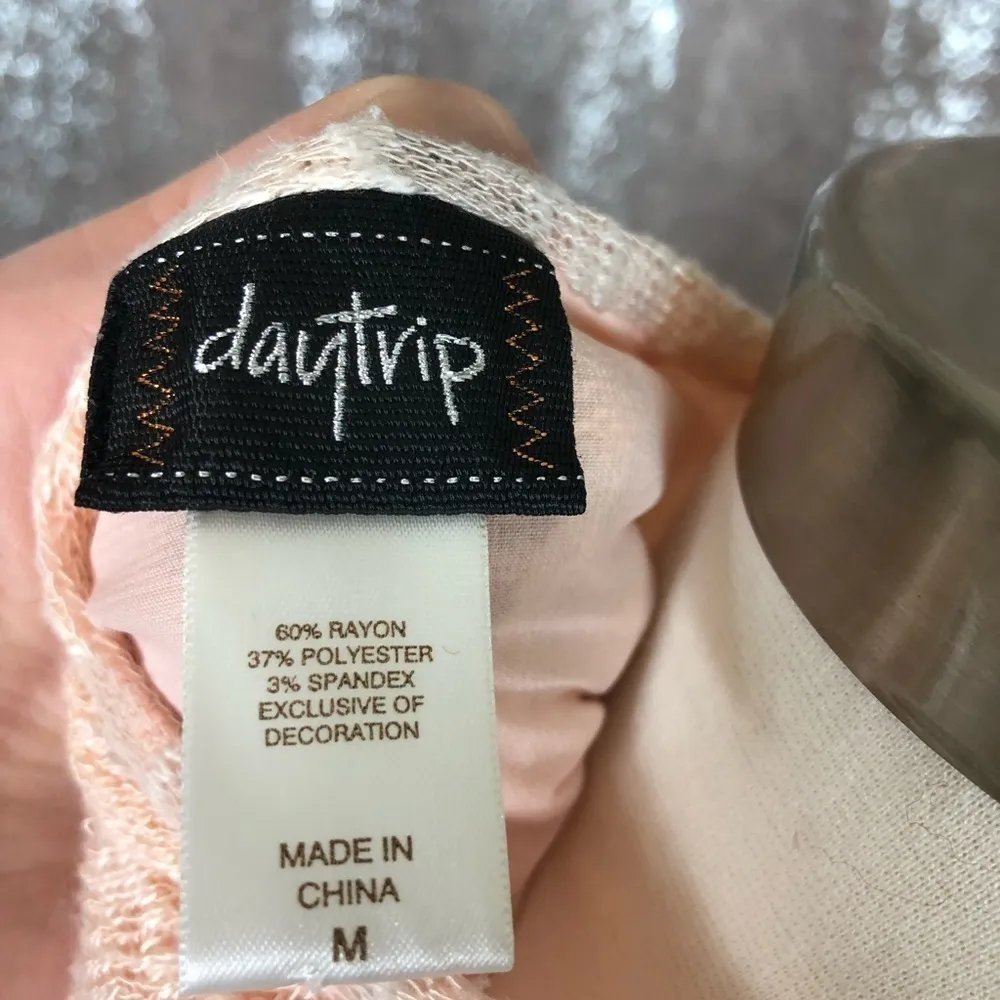 daytrip
60% RAYON
37% POLYESTER
3% SPANDEX
EXCLUSIVE OF
DECORATION
MADE IN
CHINA
M